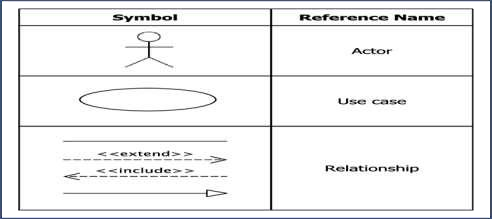 Symbol Reference Name
Actor
Use case
<<extend>>
<<include>>
Relationship